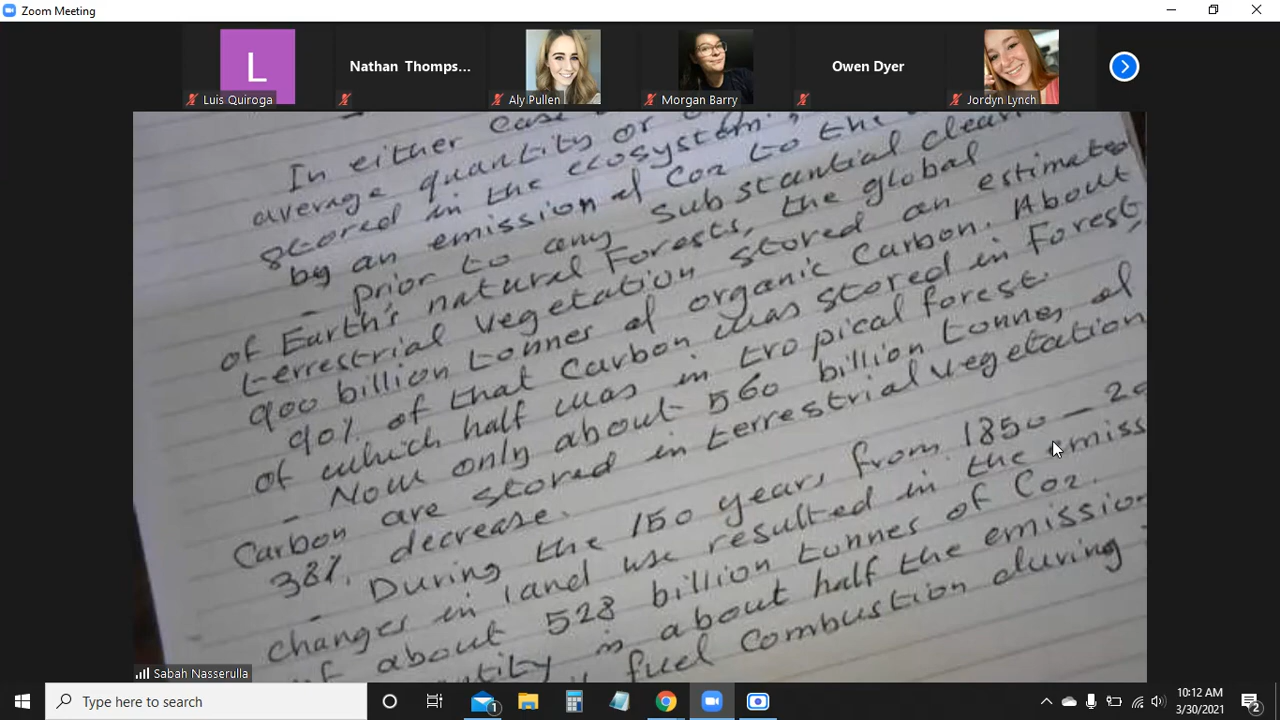 Zoom Meeting
L
Luis Quiroga
Nathan Thomps...
Aly Pullen
Morgan Barry
Owen Dyer
Jordyn Lynch
In either case
average quantity or
stored in the ecosystem,
by an emission of CO2 to the
- prior to any substantial clear
of Earth's natural Forests, the global
terrestrial vegetation stored an estimated
900 billion tonnes of organic Carbon. About
90% of that Carbon was stored in Forest,
of which half was in tropical forest.
- Now only about 560 billion tonnes of
Carbon are stored in terrestrial vegetation
38% decrease.
- During the 150 years, from 1850 - 20
changes in land use resulted in the emiss
of about 528 billion tonnes of CO2.
is about half the emission
fuel combustion during
Sabah Nasserulla
Type here to search
1
10:12 AM
3/30/2021
2